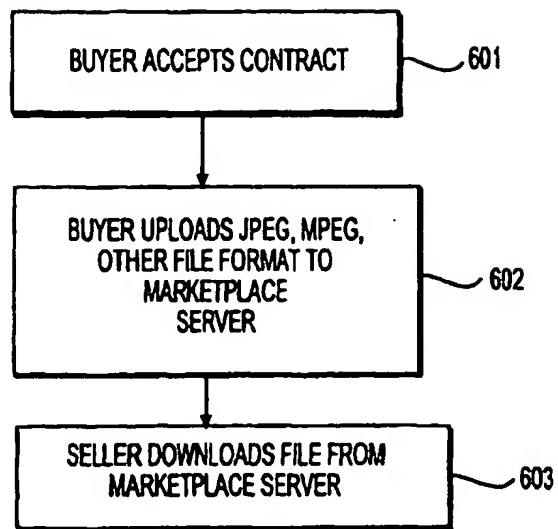 BUYER ACCEPTS CONTRACT
601
BUYER UPLOADS JPEG, MPEG,
OTHER FILE FORMAT TO
MARKETPLACE
SERVER
602
SELLER DOWNLOADS FILE FROM
MARKETPLACE SERVER
603